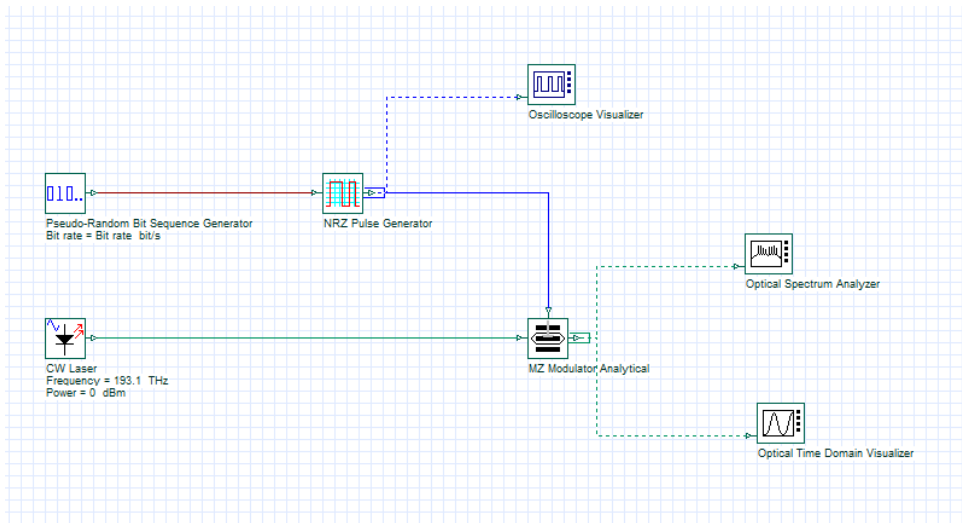 Oscilloscope Visualizer
010..
Pseudo-Random Bit Sequence Generator
Bit rate = Bit rate  bit/s
NRZ Pulse Generator
Optical Spectrum Analyzer
CW Laser
Frequency = 193.1  THz
Power = 0  dBm
MZ Modulator Analytical
Optical Time Domain Visualizer